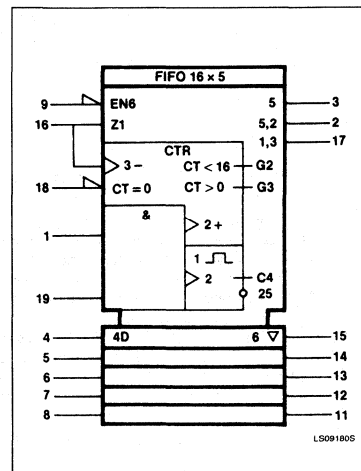 FIFO 16 × 5
9 EN6 5 3
16 Z1 5,2 2
1,3 17
CTR
3 − CT < 16 G2
18 CT = 0 CT > 0 G3
&
1 2 +
1
2 C4
19 25
4 4D 6 ▽ 15
5 14
6 13
7 12
8 11
LS09180S